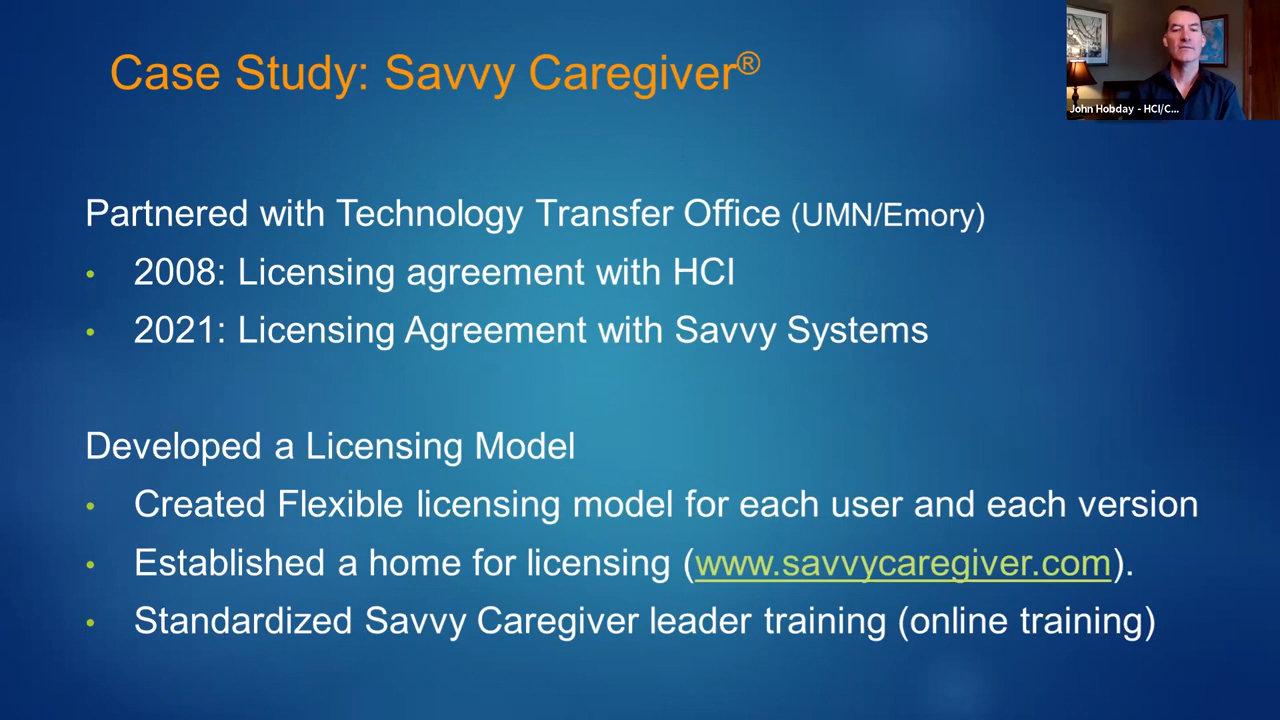 Case Study: Savvy Caregiver®
John Hobday - HCI/C...
Partnered with Technology Transfer Office (UMN/Emory)
• 2008: Licensing agreement with HCI
• 2021: Licensing Agreement with Savvy Systems
Developed a Licensing Model
• Created Flexible licensing model for each user and each version
• Established a home for licensing (www.savvycaregiver.com).
• Standardized Savvy Caregiver leader training (online training)